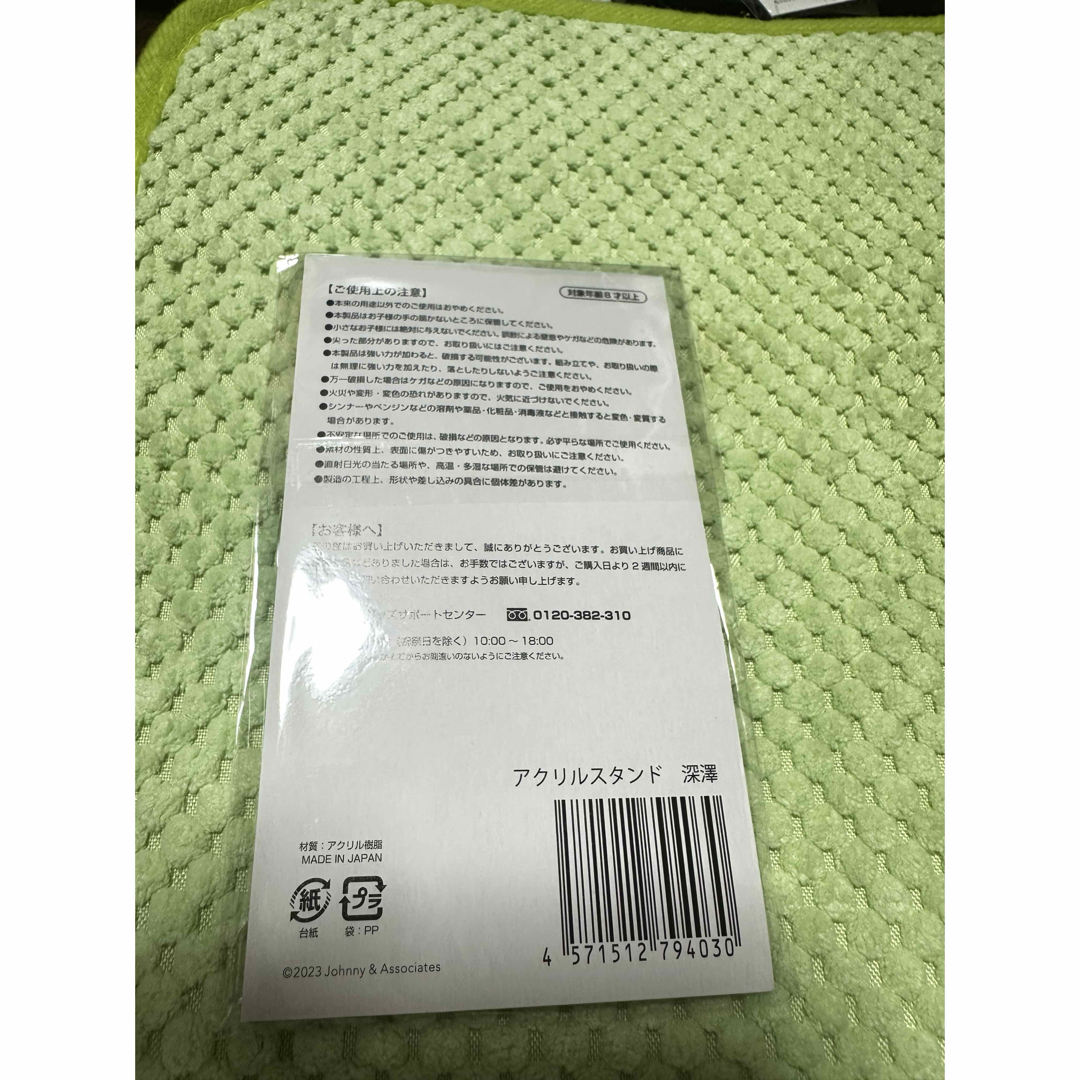 【ご使用上の注意】
対象年齢8才以上
●本来の用途以外でのご使用はおやめください。
●本製品はお子様の手の届かないところに保管してください。
●小さなお子様には絶対に与えないでください。誤飲による窒息やケガなどの危険があります。
●尖った部分がありますので、お取り扱いにはご注意ください。
●本製品は強い力が加わると、破損する可能性がございます。組み立てや、お取り扱いの際
は無理に強い力を加えたり、落としたりしないようご注意ください。
●万一破損した場合はケガなどの原因になりますので、ご使用をおやめください。
●火災や変形・変色の恐れがありますので、火気に近づけないでください。
●シンナーやベンジンなどの溶剤や薬品・化粧品・消毒液などと接触すると変色・変質する
場合があります。
●不安定な場所でのご使用は、破損などの原因となります。必ず平らな場所でご使用ください。
●素材の性質上、表面に傷がつきやすいため、お取り扱いにご注意ください。
●直射日光の当たる場所や、高温・多湿な場所での保管は避けてください。
●製造の工程上、形状や差し込みの具合に個体差があります。
【お客様へ】
の度はお買い上げいただきまして、誠にありがとうございます。お買い上げ商品に
などありました場合は、お手数ではございますが、ご購入日より2週間以内に
い合わせいただきますようお願い申し上げます。
ズサポートセンター 0120-382-310
(祝祭日を除く) 10:00～18:00
てからお間違いのないようにご注意ください。
アクリルスタンド 深澤
材質：アクリル樹脂
MADE IN JAPAN
紙 プラ
台紙 袋：PP
4 571512 794030
©2023 Johnny & Associates